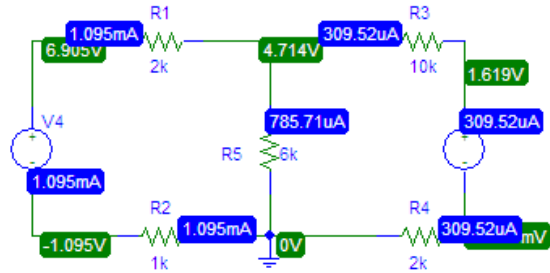 R1
R3
1.095mA
309.52uA
6.905V
4.714V
2k
10k
1.619V
V4
785.71uA
309.52uA
R5
6k
1.095mA
R2
R4
1.095mA
309.52uA
-1.095V
0V
mV
1k
2k